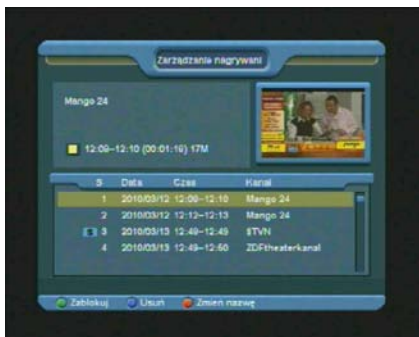 Zarządzanie nagrywani
Mango 24
12:09-12:10 (00:01:16) 17M
S Data Czas Kanał
1 2010/03/12 12:09-12:10 Mango 24
2 2010/03/12 12:12-12:13 Mango 24
S 3 2010/03/13 12:49-12:49 $TVN
4 2010/03/13 12:49-12:50 ZDFtheaterkanal
Zablokuj Usuń Zmien nazwę